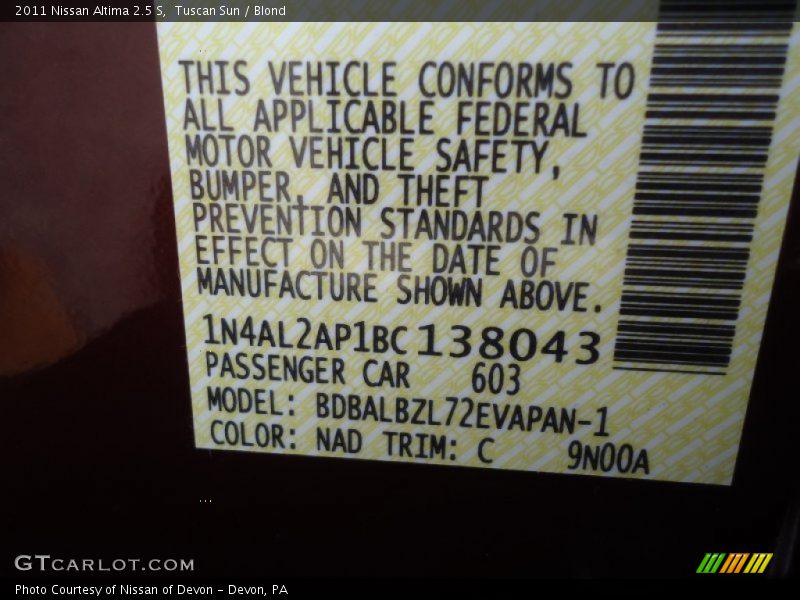 2011 Nissan Altima 2.5 S,  Tuscan Sun / Blond
THIS VEHICLE CONFORMS TO
ALL APPLICABLE FEDERAL
MOTOR VEHICLE SAFETY,
BUMPER, AND THEFT
PREVENTION STANDARDS IN
EFFECT ON THE DATE OF
MANUFACTURE SHOWN ABOVE.
1N4AL2AP1BC138043
PASSENGER CAR 603
MODEL: BDBALBZL72EVAPAN-1
COLOR: NAD TRIM: C 9N00A
GTCARLOT.COM
Photo Courtesy of Nissan of Devon - Devon, PA